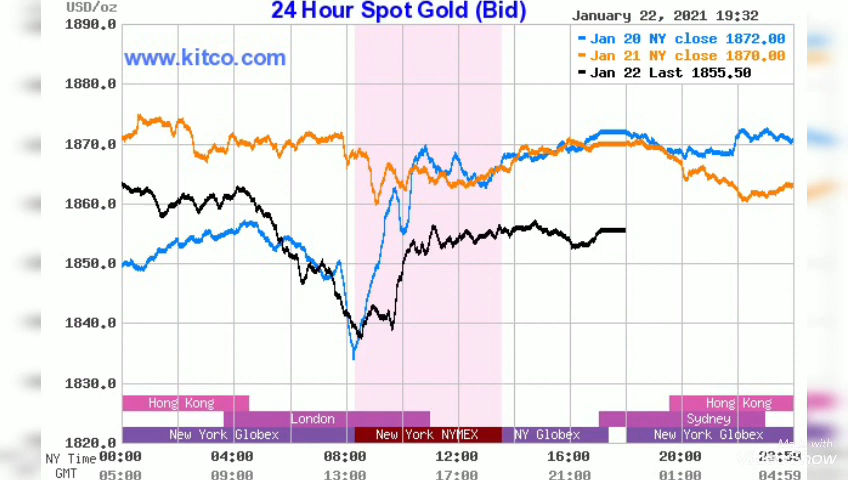 USD/oz
24 Hour Spot Gold (Bid)
January 22, 2021 19:32
www.kitco.com
Jan 20 NY close 1872.00
Jan 21 NY close 1870.00
Jan 22 Last 1855.50
1890.0
1880.0
1870.0
1860.0
1850.0
1840.0
1830.0
1820.0
Hong Kong
Hong Kong
London
Sydney
New York Globex
New York NYMEX
NY Globex
New York Globex
Made with
NY Time
00:00
04:00
08:00
12:00
16:00
20:00
23:59
GMT
05:00
09:00
13:00
17:00
21:00
01:00
04:59